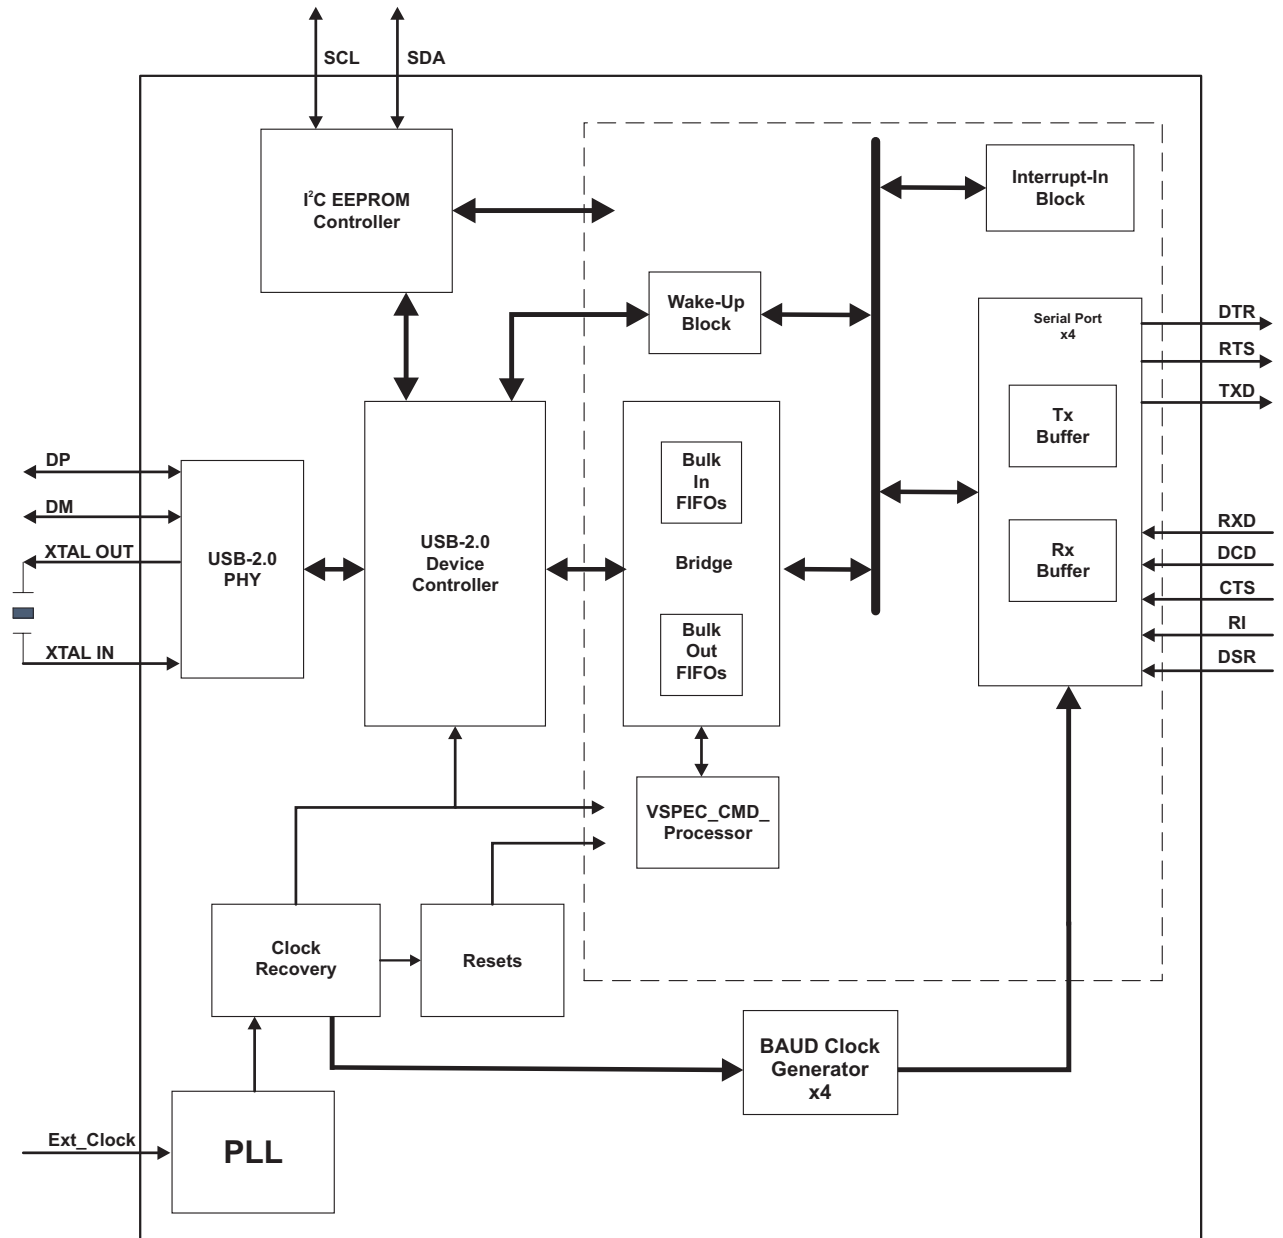 SCL
SDA
I²C EEPROM
Controller
Interrupt-In
Block
Wake-Up
Block
Serial Port
x4
DTR
RTS
TXD
Tx
Buffer
Bulk
In
FIFOs
DP
DM
XTAL OUT
XTAL IN
USB-2.0
PHY
USB-2.0
Device
Controller
Bridge
Rx
Buffer
RXD
DCD
CTS
RI
DSR
Bulk
Out
FIFOs
VSPEC_CMD_
Processor
Clock
Recovery
Resets
BAUD Clock
Generator
x4
Ext_Clock
PLL